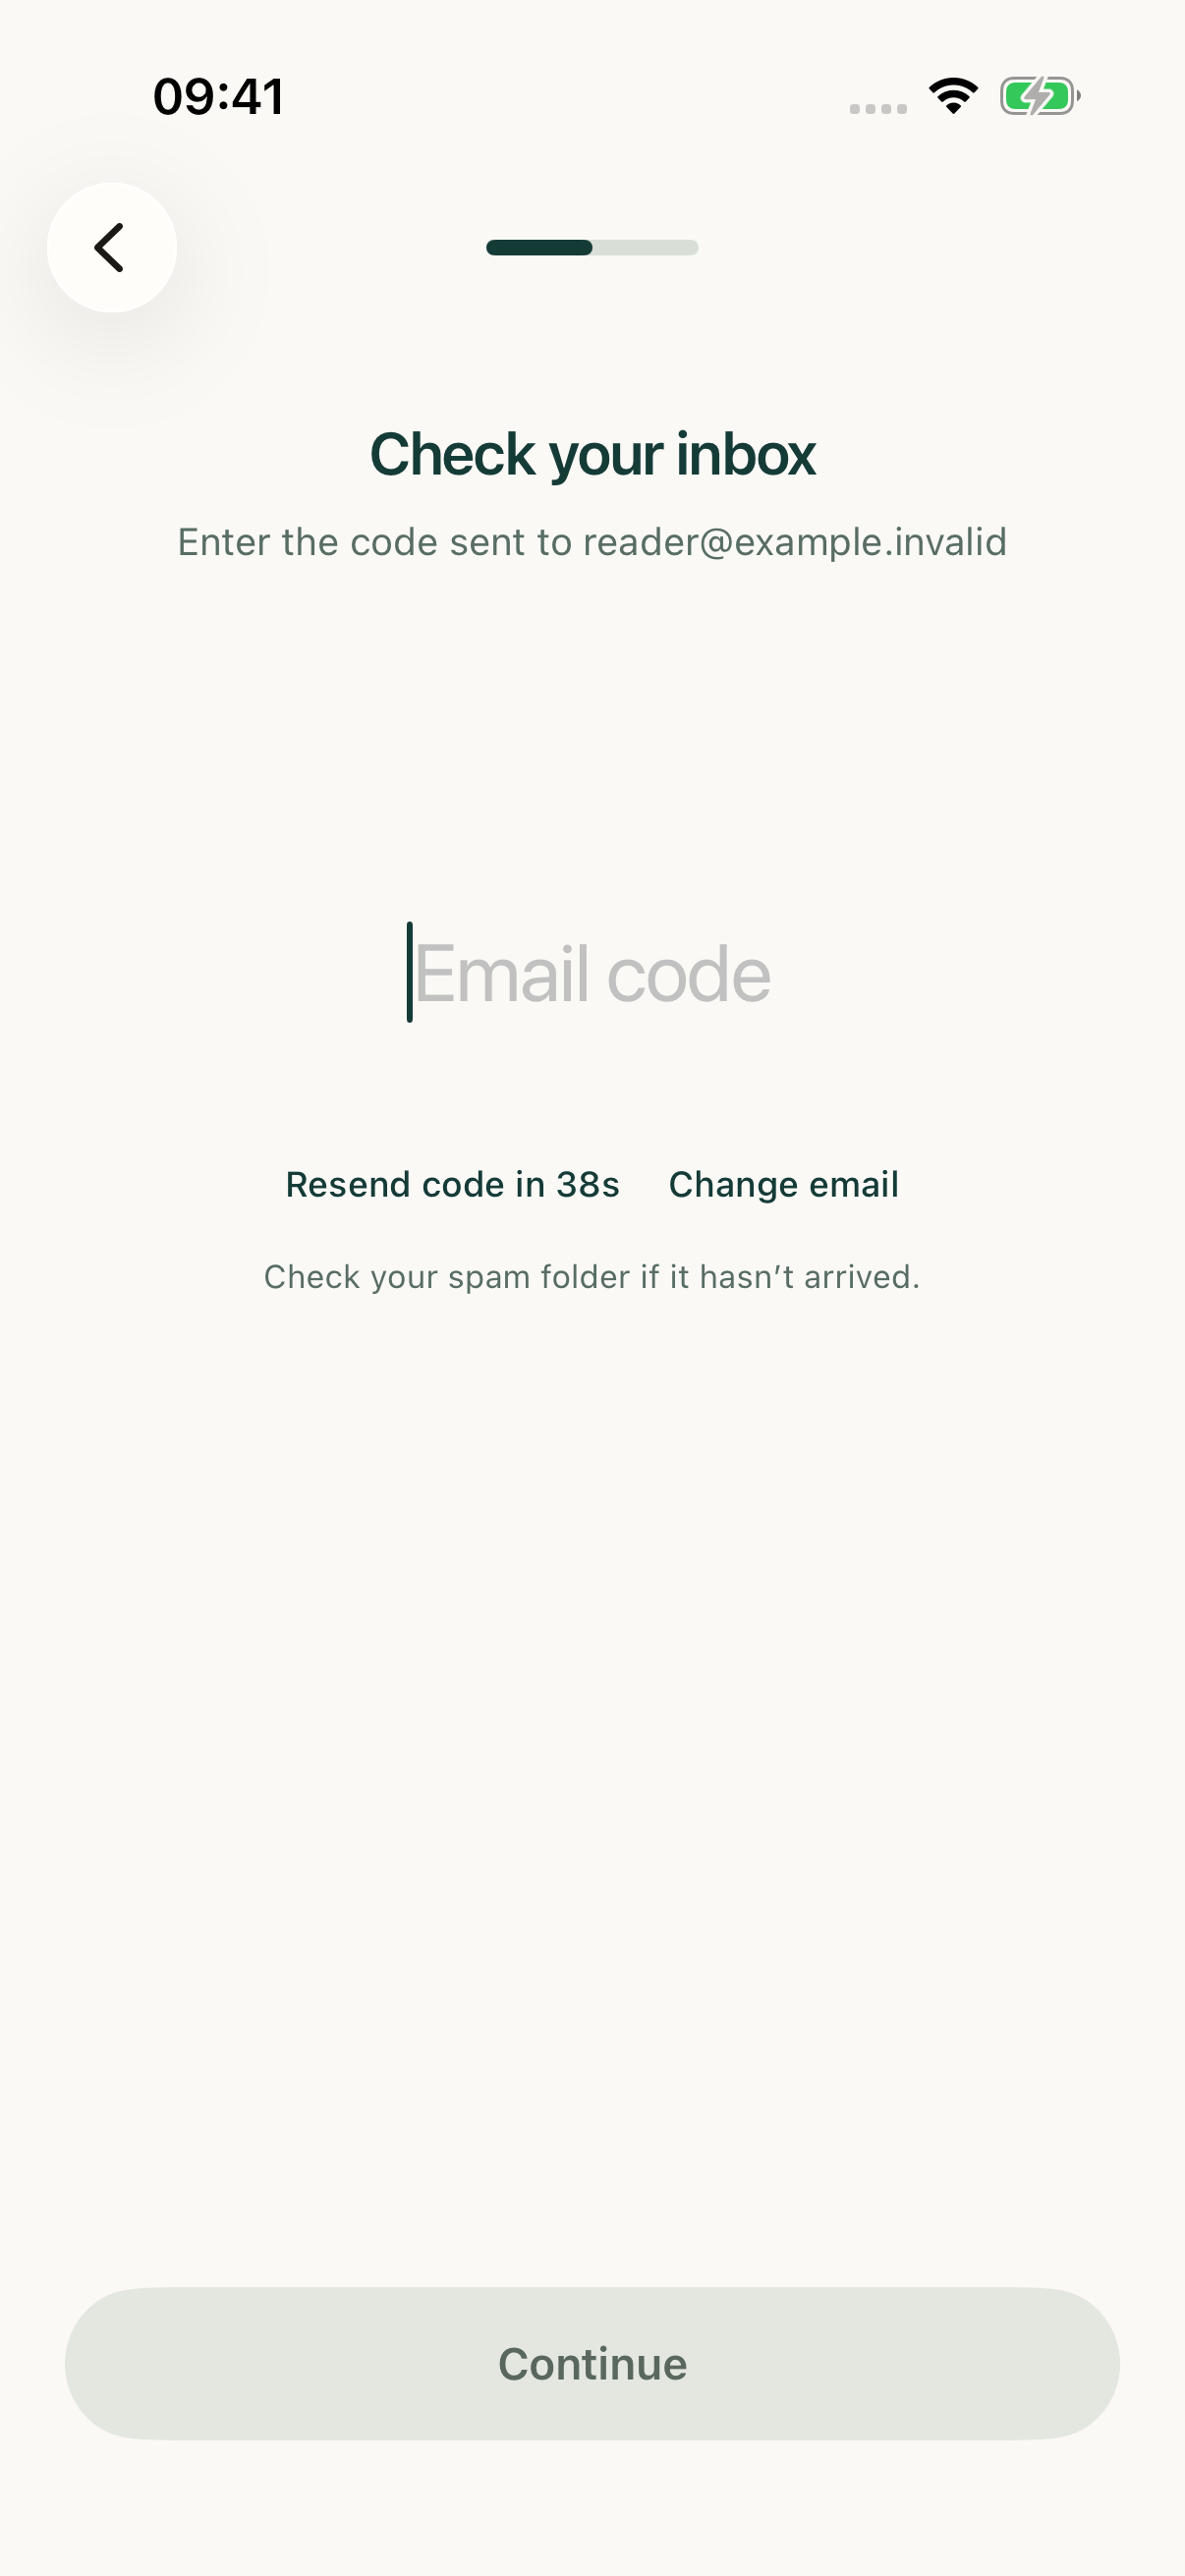 09:41
Check your inbox
Enter the code sent to reader@example.invalid
Email code
Resend code in 38s Change email
Check your spam folder if it hasn’t arrived.
Continue